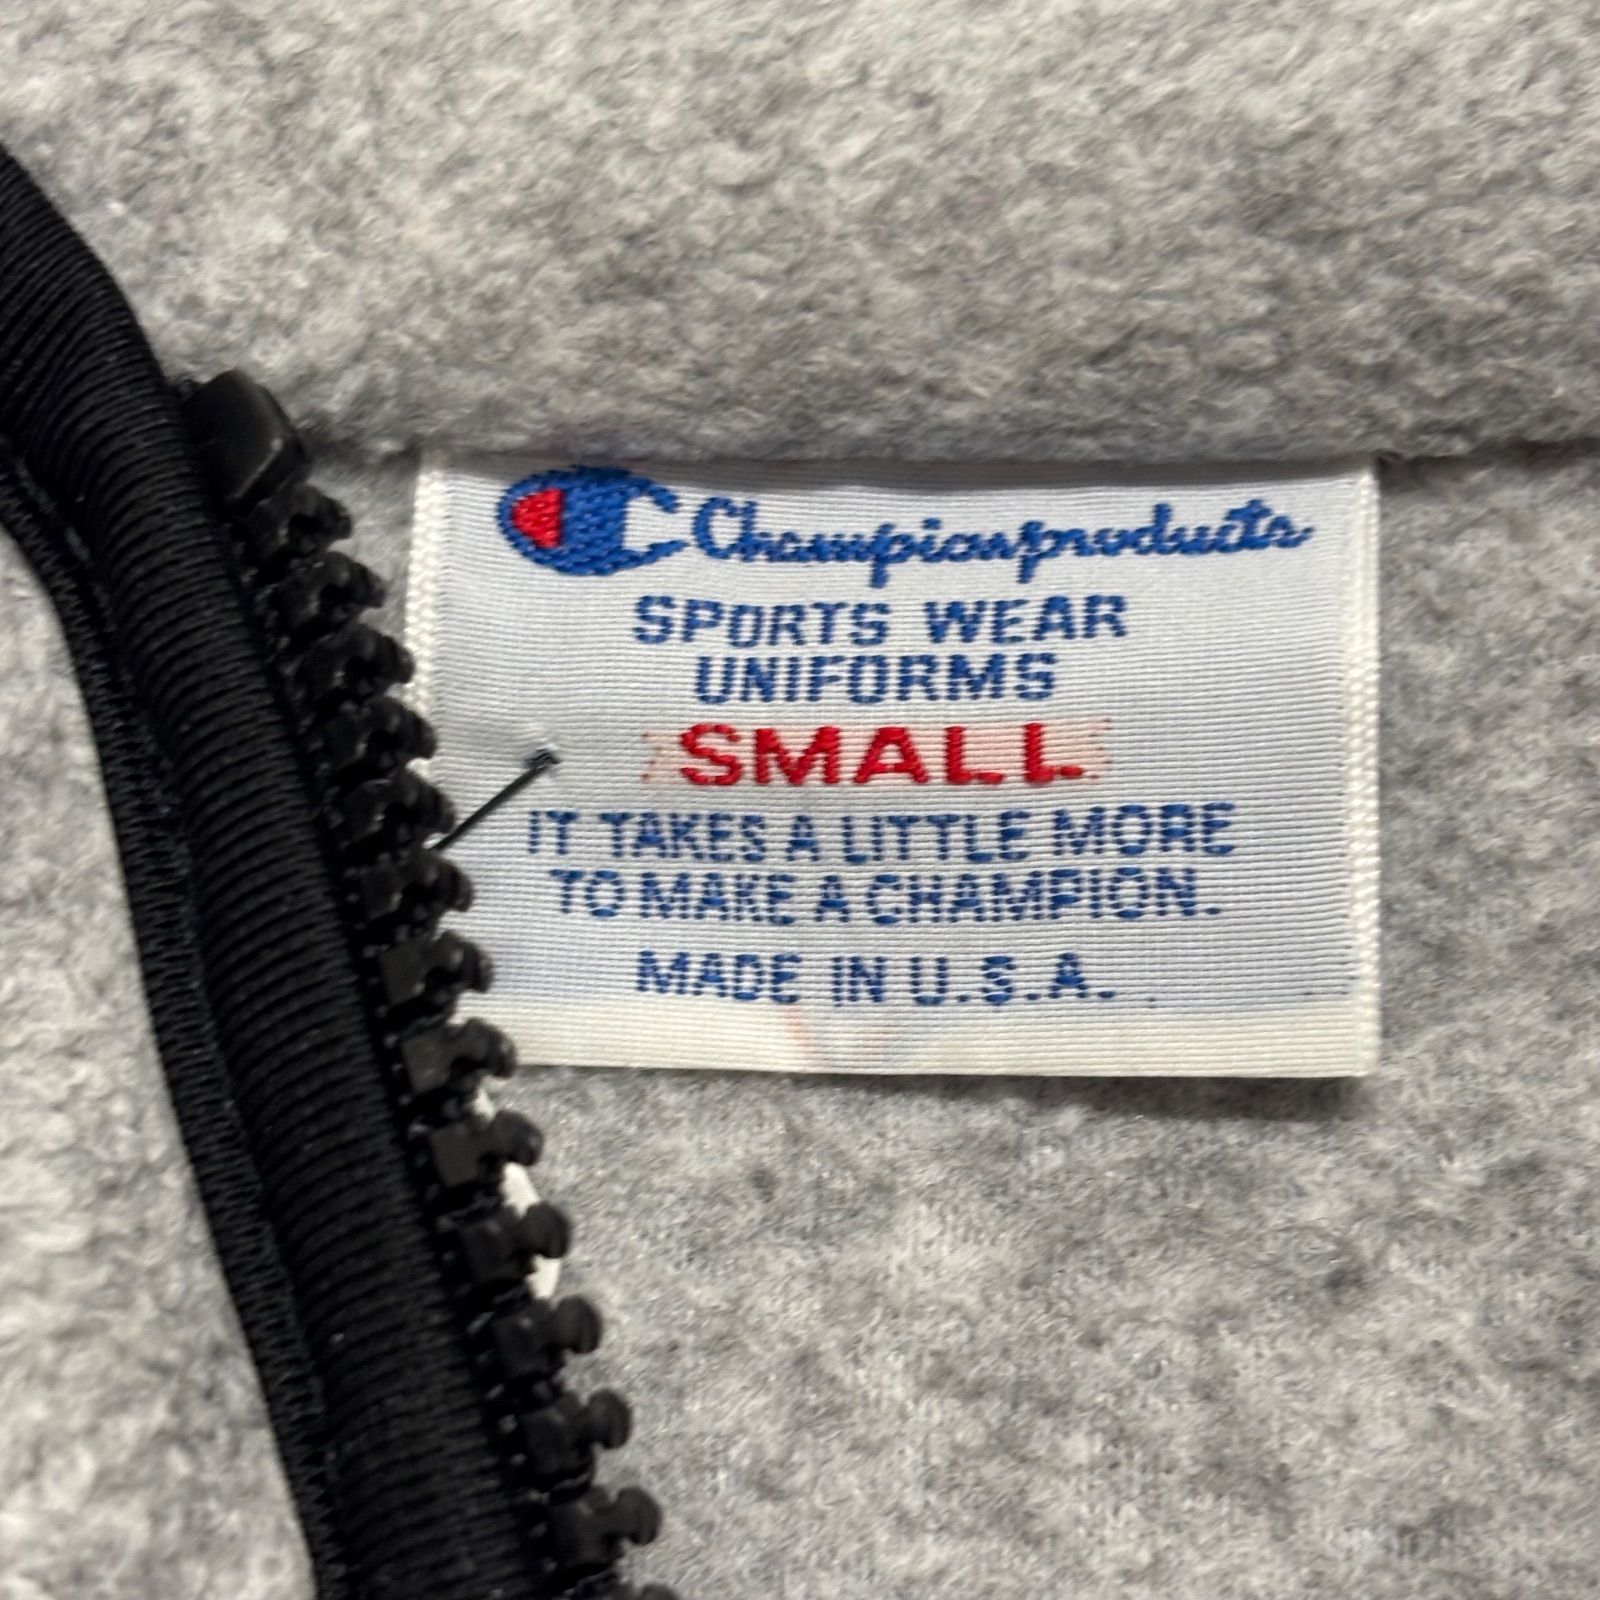 Championproducts
SPORTS WEAR
UNIFORMS
SMALL
IT TAKES A LITTLE MORE
TO MAKE A CHAMPION.
MADE IN U.S.A.